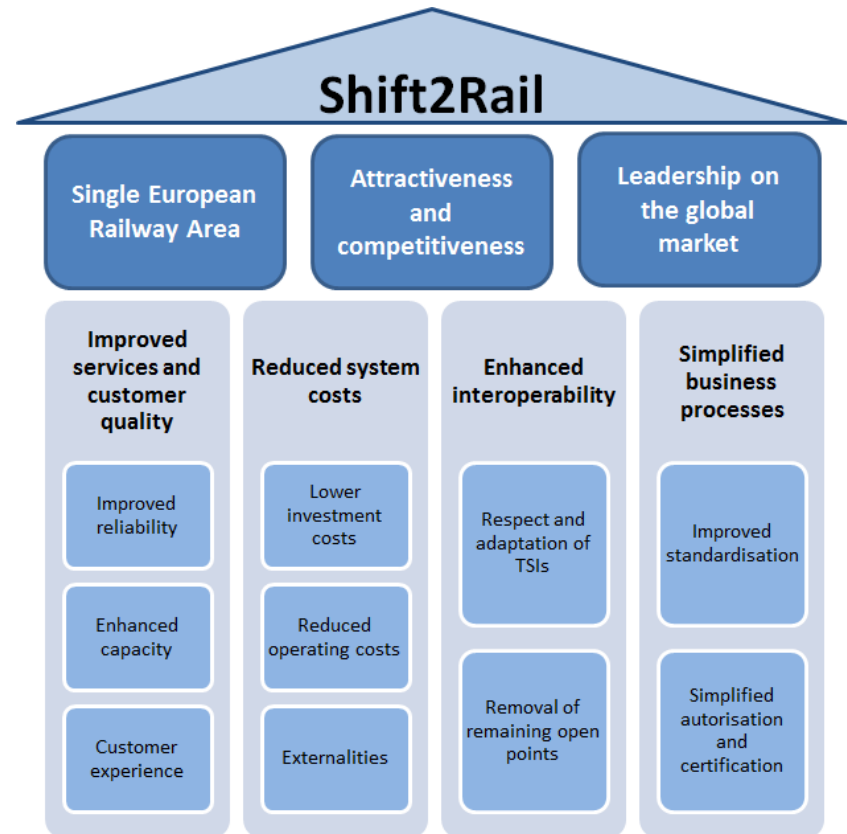 Shift2Rail
Single European
Railway Area
Attractiveness
and
competitiveness
Leadership on
the global
market
Improved
services and
customer
quality
Improved
reliability
Enhanced
capacity
Customer
experience
Reduced system
costs
Lower
investment
costs
Reduced
operating costs
Externalities
Enhanced
interoperability
Respect and
adaptation of
TSIs
Removal of
remaining open
points
Simplified
business
processes
Improved
standardisation
Simplified
autorisation
and
certification